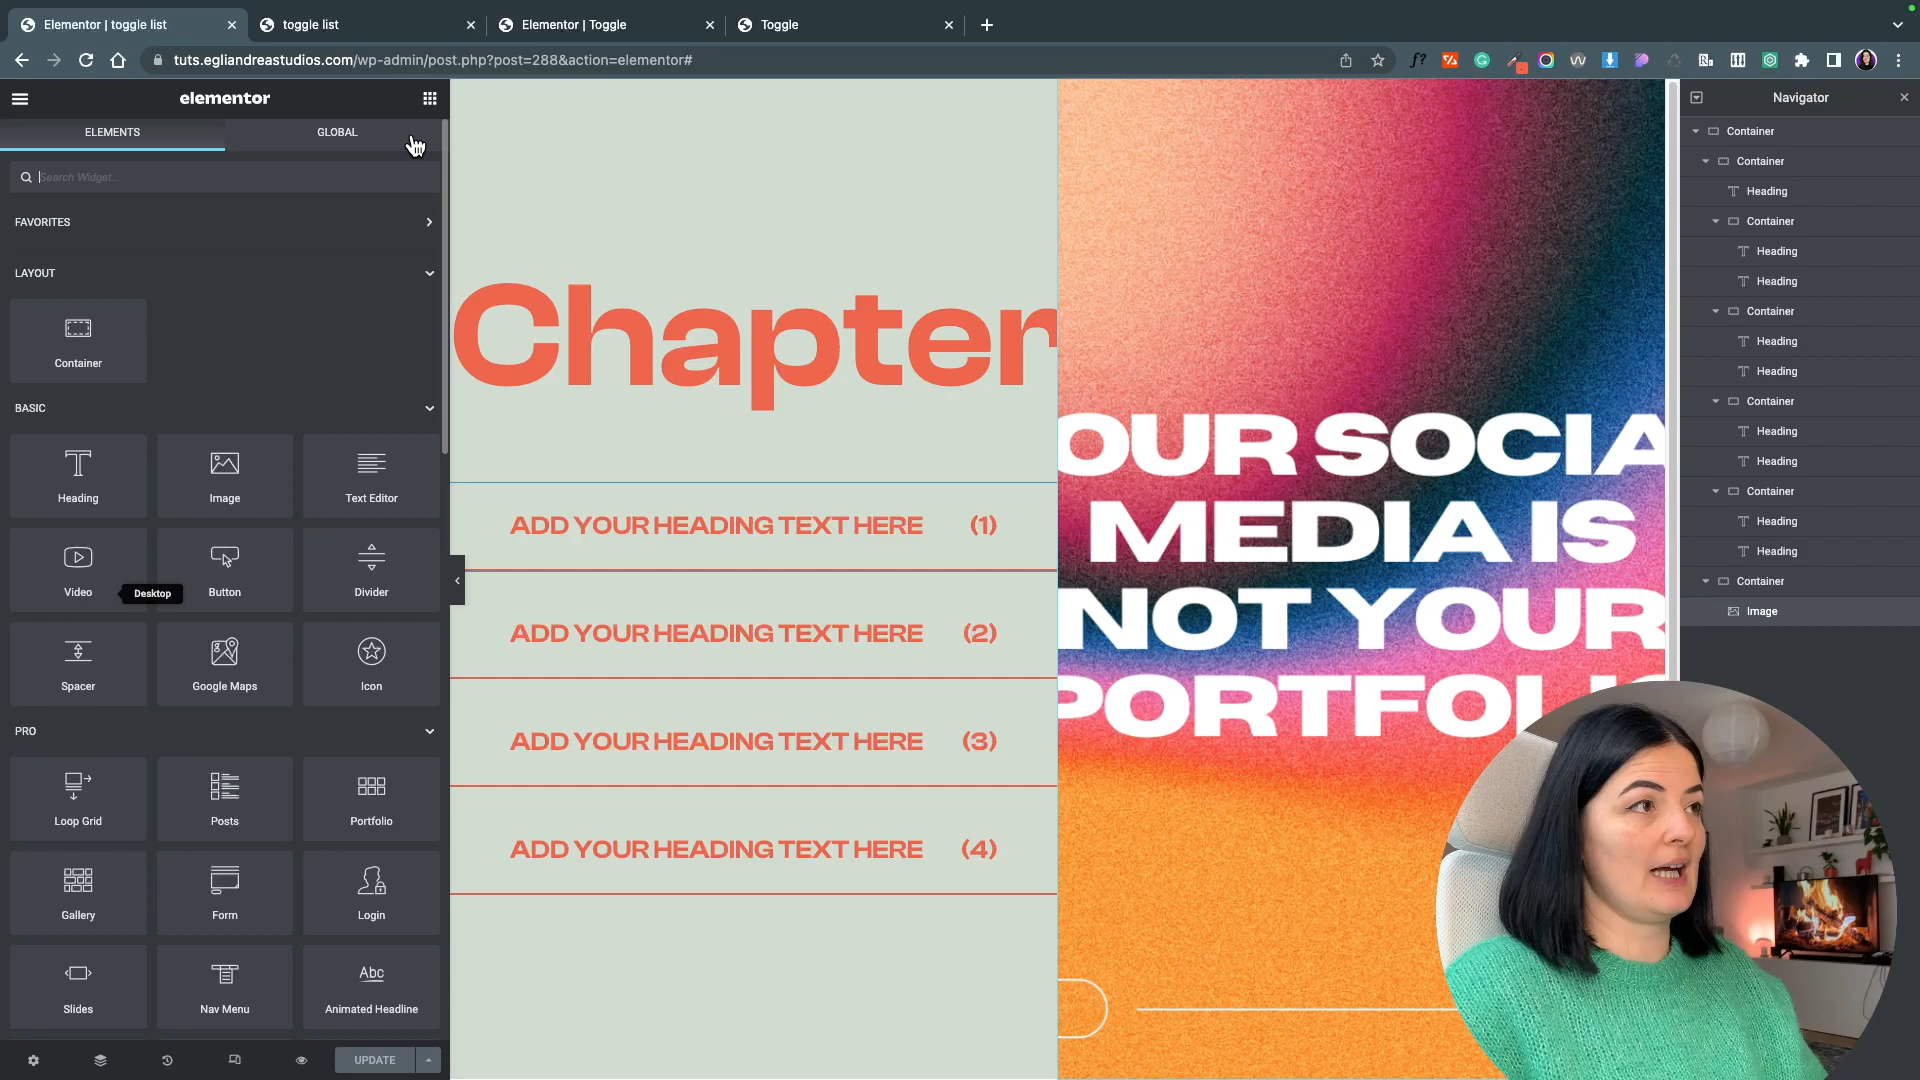 Elementor | toggle list
toggle list
Elementor | Toggle
Toggle
tuts.egliandreastudios.com/wp-admin/post.php?post=288&action=elementor#
elementor
ELEMENTS
GLOBAL
Search Widget...
FAVORITES
LAYOUT
Container
BASIC
Heading
Image
Text Editor
Video
Desktop
Button
Divider
Spacer
Google Maps
Icon
PRO
Loop Grid
Posts
Portfolio
Gallery
Form
Login
Slides
Nav Menu
Abc
Animated Headline
UPDATE
Chapter
ADD YOUR HEADING TEXT HERE (1)
ADD YOUR HEADING TEXT HERE (2)
ADD YOUR HEADING TEXT HERE (3)
ADD YOUR HEADING TEXT HERE (4)
OUR SOCIA
MEDIA IS
NOT YOUR
PORTFOLI
Navigator
Container
Container
Heading
Container
Heading
Heading
Container
Heading
Heading
Container
Heading
Heading
Container
Heading
Heading
Container
Image